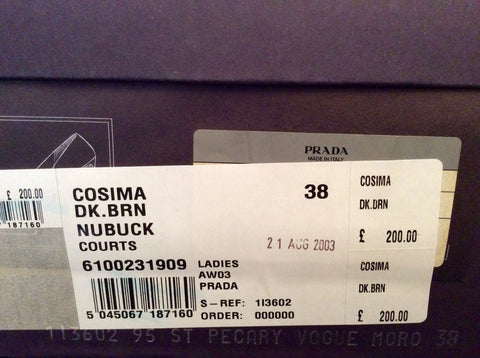 PRADA
MADE IN ITALY
£ 200.00
187160
COSIMA
DK.BRN
NUBUCK
COURTS
38
21 AUG 2003
6100231909
LADIES
AW03
PRADA
5 045067 187160
S-REF: 1I3602
ORDER: 000000
COSIMA
DK.BRN
£ 200.00
COSIMA
DK.BRN
£ 200.00
1I3602 95 ST PECARY VOGUE MORO 38